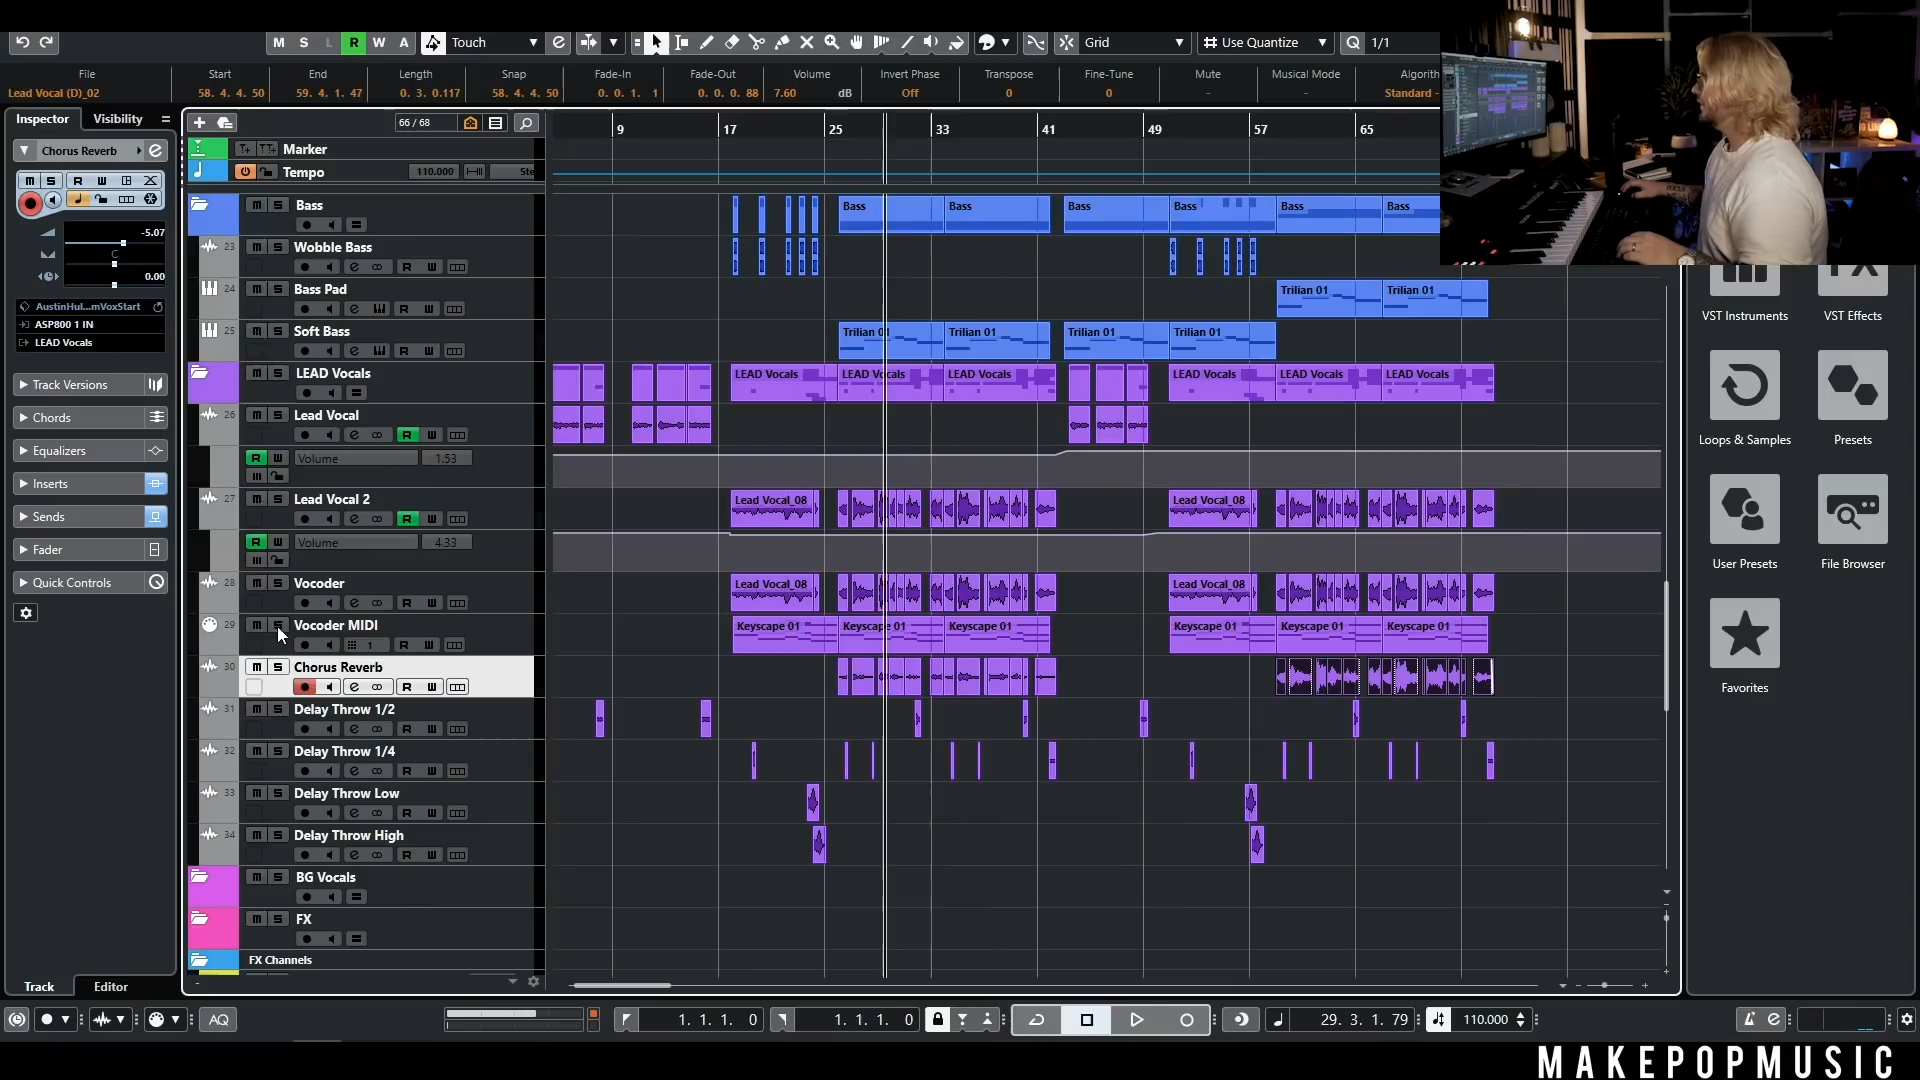 M S L R W A Touch Grid Use Quantize 1/1
File Start End Length Snap Fade-In Fade-Out Volume Invert Phase Transpose Fine-Tune Mute Musical Mode Algorith
Lead Vocal (D)_02 58. 4. 4. 50 59. 4. 1. 47 0. 3. 0.117 58. 4. 4. 50 0. 0. 1. 1 0. 0. 0. 88 7.60 dB Off 0 0 - - Standard -
Inspector Visibility
66 / 68
9 17 25 33 41 49 57 65
Chorus Reverb
Marker
Tempo 110.000 Ste
M S R W
-5.07
C
0.00
AustinHul...mVoxStart
ASP800 1 IN
LEAD Vocals
Track Versions
Chords
Equalizers
Inserts
Sends
Fader
Quick Controls
Bass
Bass Bass Bass Bass Bass Bass
23 Wobble Bass
24 Bass Pad
Trilian 01 Trilian 01
25 Soft Bass
Trilian 01 Trilian 01 Trilian 01 Trilian 01
LEAD Vocals
LEAD Vocals LEAD Vocals LEAD Vocals LEAD Vocals LEAD Vocals LEAD Vocals
26 Lead Vocal
R W Volume 1.53
27 Lead Vocal 2
Lead Vocal_08 Lead Vocal_08
R W Volume 4.33
28 Vocoder
Lead Vocal_08 Lead Vocal_08
29 Vocoder MIDI
1
Keyscape 01 Keyscape 01 Keyscape 01 Keyscape 01 Keyscape 01 Keyscape 01
30 Chorus Reverb
31 Delay Throw 1/2
32 Delay Throw 1/4
33 Delay Throw Low
34 Delay Throw High
BG Vocals
FX
FX Channels
VST Instruments VST Effects
Loops & Samples Presets
User Presets File Browser
Favorites
Track Editor
AQ 1. 1. 1. 0 1. 1. 1. 0 29. 3. 1. 79 110.000
MAKEPOPMUSIC